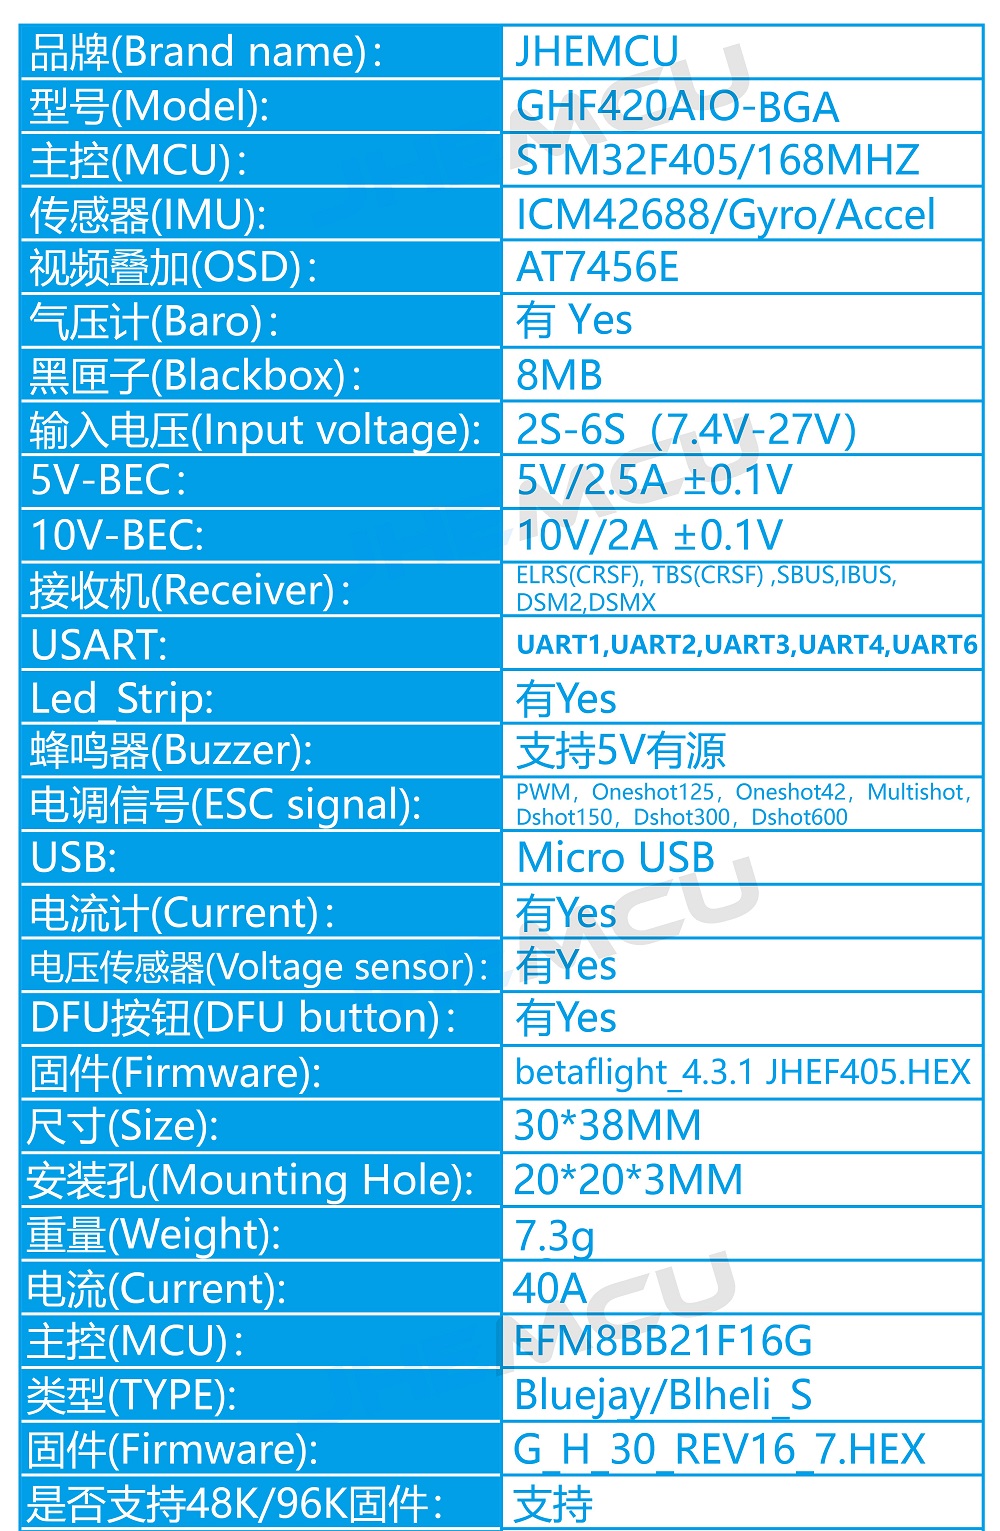 品牌(Brand name): JHEMCU
型号(Model): GHF420AIO-BGA
主控(MCU): STM32F405/168MHZ
传感器(IMU): ICM42688/Gyro/Accel
视频叠加(OSD): AT7456E
气压计(Baro): 有 Yes
黑匣子(Blackbox): 8MB
输入电压(Input voltage): 2S-6S（7.4V-27V）
5V-BEC: 5V/2.5A ±0.1V
10V-BEC: 10V/2A ±0.1V
接收机(Receiver): ELRS(CRSF), TBS(CRSF) ,SBUS,IBUS,
DSM2,DSMX
USART: UART1,UART2,UART3,UART4,UART6
Led_Strip: 有Yes
蜂鸣器(Buzzer): 支持5V有源
电调信号(ESC signal): PWM，Oneshot125，Oneshot42，Multishot，
Dshot150，Dshot300，Dshot600
USB: Micro USB
电流计(Current): 有Yes
电压传感器(Voltage sensor): 有Yes
DFU按钮(DFU button): 有Yes
固件(Firmware): betaflight_4.3.1 JHEF405.HEX
尺寸(Size): 30*38MM
安装孔(Mounting Hole): 20*20*3MM
重量(Weight): 7.3g
电流(Current): 40A
主控(MCU): EFM8BB21F16G
类型(TYPE): Bluejay/Blheli_S
固件(Firmware): G_H_30_REV16_7.HEX
是否支持48K/96K固件: 支持
JHEMCU
JHEMCU
JHEMCU
JHEMCU